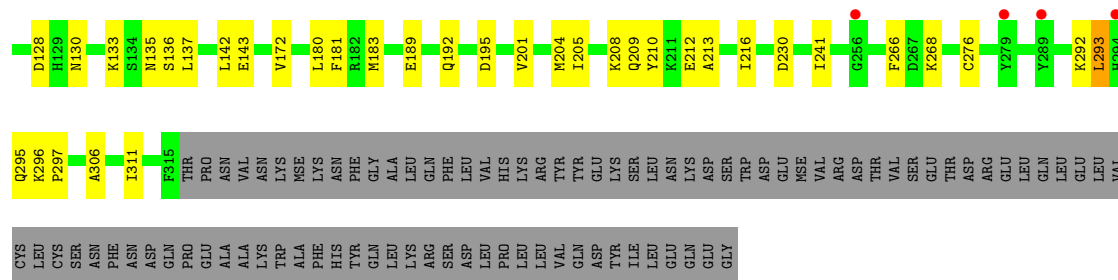 D128 H129 N130 K133 S134 N135 S136 L137 L142 E143 V172 L180 F181 R182 M183 E189 Q192 D195 V201 M204 I205 K208 Q209 Y210 K211 E212 A213 I216 D230 I241 G256 F266 D267 K268 C276 Y279 Y289 K292 L293 H294
Q295 K296 P297 A306 I311 F315 THR PRO ASN VAL ASN LYS MSE LYS ASN PHE GLY ALA LEU GLN PHE LEU VAL HIS LYS ARG TYR TYR GLU LYS SER LEU ASN LYS ASP SER TRP ASP GLU MSE VAL ARG ASP THR VAL SER GLU THR ASP ARG GLU LEU GLN LEU GLU LEU VAL
CYS LEU CYS SER ASN PHE ASN ASP GLN PRO GLU ALA ALA LYS TRP ALA PHE HIS TYR GLN LEU LYS ARG SER ASP LEU PRO LEU LEU VAL GLN ASP TYR ILE LEU GLU GLN GLU GLY